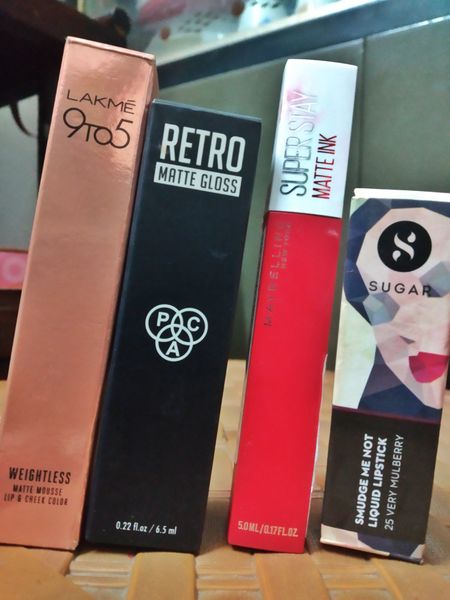 LAKMÉ
9TO5
WEIGHTLESS
MATTE MOUSSE
LIP & CHEEK COLOR
RETRO
MATTE GLOSS
P C
A
0.22 fl.oz / 6.5 ml
SUPER STAY
MATTE INK
MAYBELLINE
NEW YORK
5.0ML/0.17FL.OZ.
S
SUGAR
SMUDGE ME NOT
LIQUID LIPSTICK
25 VERY MULBERRY